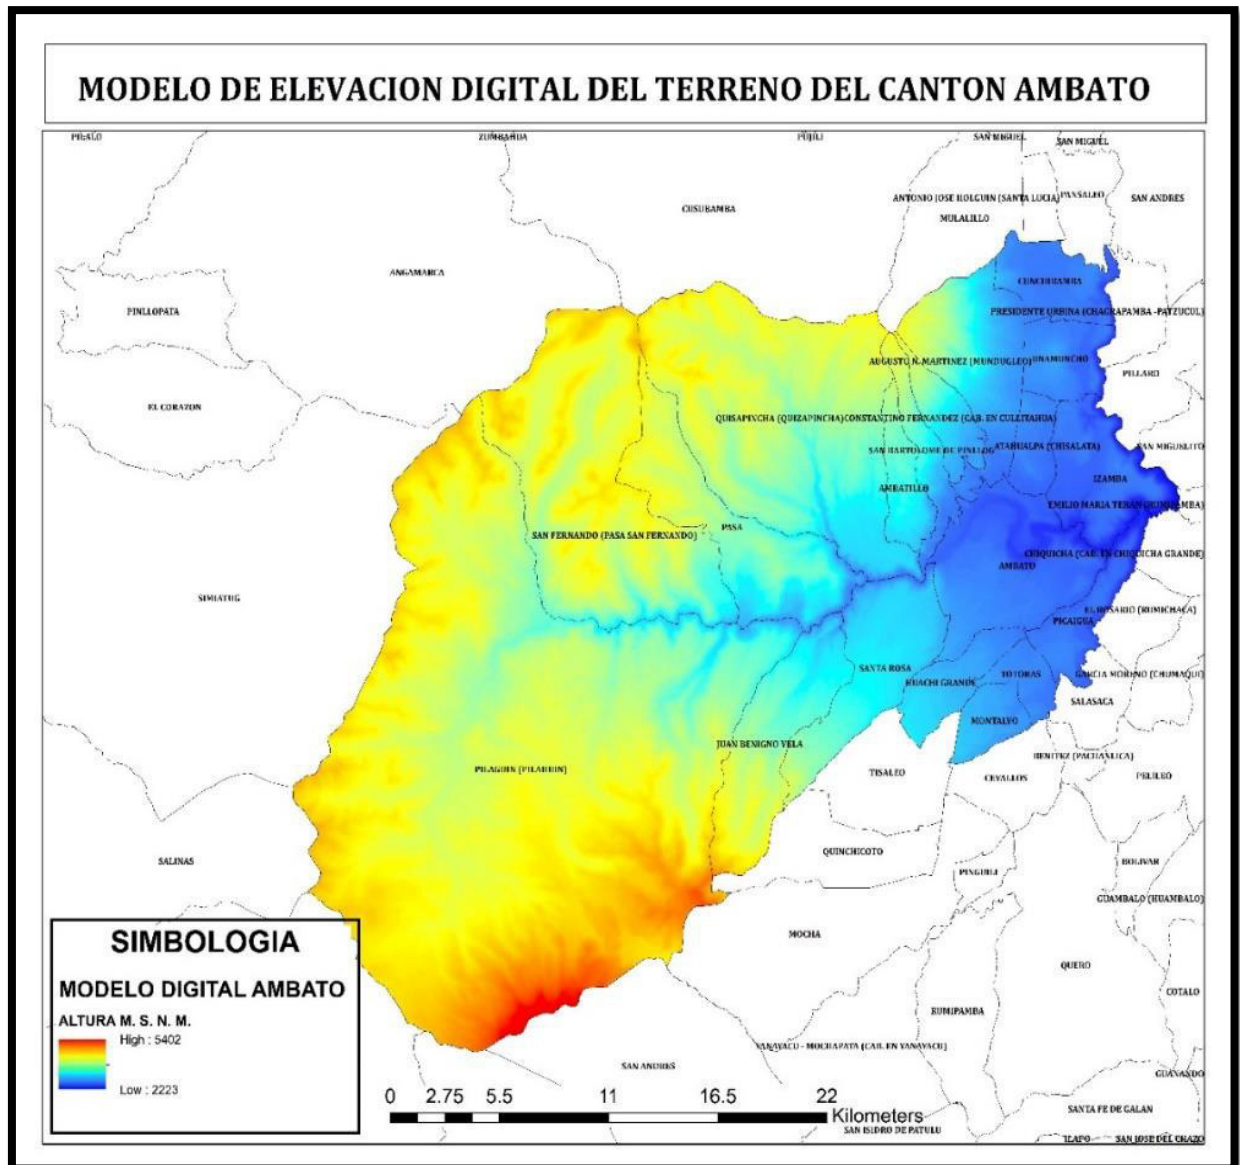 MODELO DE ELEVACION DIGITAL DEL TERRENO DEL CANTON AMBATO
PILALO
ZUMBAHUA
PUJILI
SAN MIGUEL
SAN MIGUEL
ANTONIO JOSE HOLGUIN (SANTA LUCIA)
PANSALEO
SAN ANDRES
CUSUBAMBA
MULALILLO
ANGAMARCA
CUNCHIBAMBA
PINLLOPATA
PRESIDENTE URBINA (CHAGRAPAMBA -PATZUCUL)
AUGUSTO N. MARTINEZ (MUNDUGLEO)
UNAMUNCHO
PILLARO
EL CORAZON
QUISAPINCHA (QUIZAPINCHA)
CONSTANTINO FERNANDEZ (CAB. EN CULLITAHUA)
SAN BARTOLOME DE PINLLOG
ATAHUALPA (CHISALATA)
SAN MIGUELITO
IZAMBA
AMBATILLO
EMILIO MARIA TERAN (RUMIPAMBA)
SAN FERNANDO (PASA SAN FERNANDO)
PASA
CHIQUICHA (CAB. EN CHIQUICHA GRANDE)
AMBATO
SIMIATUG
EL ROSARIO (RUMICHACA)
PICAIGUA
SANTA ROSA
HUACHI GRANDE
TOTORAS
GARCIA MORENO (CHUMAQUI)
SALASACA
MONTALVO
JUAN BENIGNO VELA
BENITEZ (PACHANLICA)
PILAGUIN (PILAHUIN)
TISALEO
CEVALLOS
PELILEO
SALINAS
QUINCHICOTO
BOLIVAR
PINGUILI
GUAMBALO (HUAMBALO)
MOCHA
QUERO
COTALO
RUMIPAMBA
YANAYACU - MOCHAPATA (CAB. EN YANAYACU)
SAN ANDRES
GUANANDO
SANTA FE DE GALAN
SAN ISIDRO DE PATULU
ILAPO
SAN JOSE DEL CHAZO
SIMBOLOGIA
MODELO DIGITAL AMBATO
ALTURA M. S. N. M.
High : 5402
Low : 2223
0 2.75 5.5 11 16.5 22
Kilometers